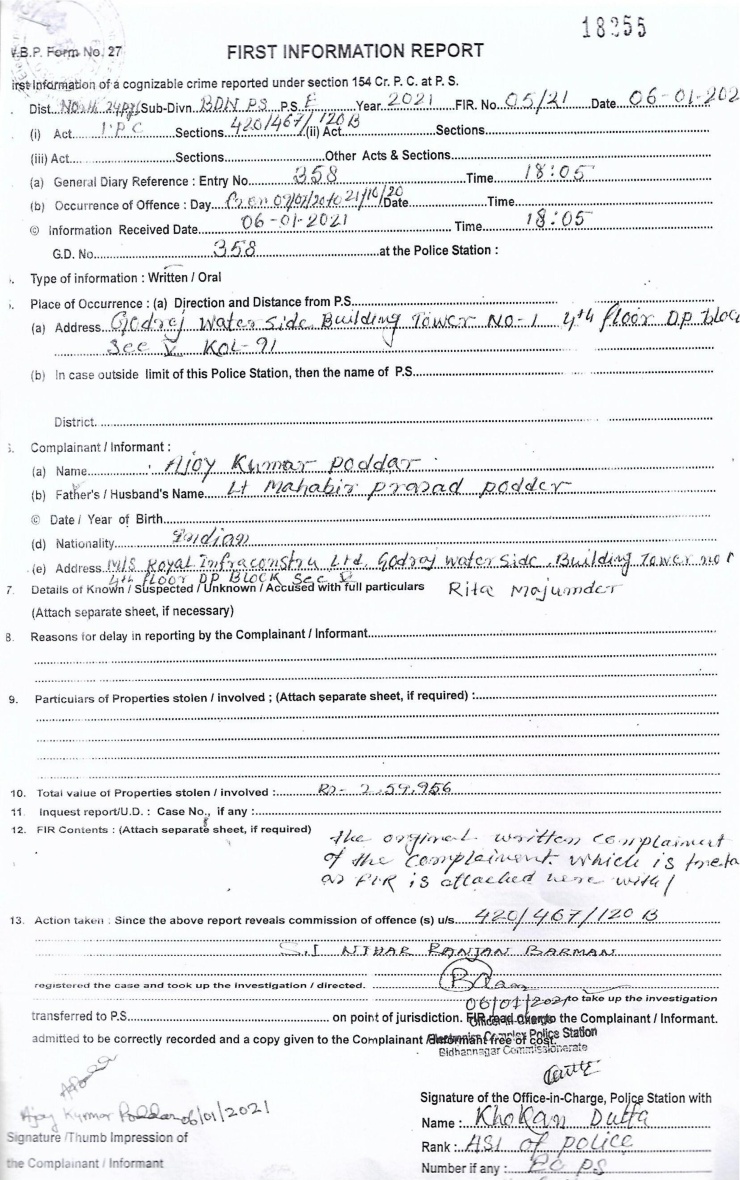 18255
W.B.P. Form No. 27
FIRST INFORMATION REPORT
irst Information of a cognizable crime reported under section 154 Cr. P. C. at P. S.
Dist. North 24 Pgs Sub-Divn. BDN PS P.S. E Year 2021 FIR. No. 05/21 Date 06-01-202
(i) Act I.P.C Sections 420/467/120B (ii) Act Sections
(iii) Act Sections Other Acts & Sections
(a) General Diary Reference : Entry No. 358 Time 18:05
(b) Occurrence of Offence : Day 21/10/20 Date Time
© Information Received Date 06-01-2021 Time 18:05
G.D. No. 358 at the Police Station :
Type of information : Written / Oral
Place of Occurrence : (a) Direction and Distance from P.S.
(a) Address Godrej Water Side Building Tower No-1 4th floor DP Bloc
Sec V KOL-91
(b) In case outside limit of this Police Station, then the name of P.S.
District.
Complainant / Informant :
(a) Name Ajoy Kumar Poddar
(b) Father's / Husband's Name Lt Mahabir Prasad Podder
© Date / Year of Birth
(d) Nationality Indian
(e) Address M/S Royal Infraconstru Ltd, Godrej Water Side Building Tower no 1
4th floor DP Block Sec V
7. Details of Known / Suspected / Unknown / Accused with full particulars Rita Majumder
(Attach separate sheet, if necessary)
8. Reasons for delay in reporting by the Complainant / Informant
9. Particulars of Properties stolen / involved ; (Attach separate sheet, if required) :
10. Total value of Properties stolen / involved : Rs- 2,59,956
11. Inquest report/U.D. : Case No., if any :
12. FIR Contents : (Attach separate sheet, if required) the orginal written complainent
of the complainent which is treta
as FIR is attached here with/
13. Action taken : Since the above report reveals commission of offence (s) u/s. 420/467/120 B
S.I NIHAR RANJAN BARMAN
registered the case and took up the investigation / directed.
06/01/2021 to take up the investigation
transferred to P.S. on point of jurisdiction. FIR read over to the Complainant / Informant.
Officer-in-Charge
admitted to be correctly recorded and a copy given to the Complainant / Informant free of cost.
Electronics Complex Police Station
Bidhannagar Commissionerate
Signature of the Office-in-Charge, Police Station with
Ajay Kumar Poddar 06/01/2021
Name : Khokan Dutta
Signature / Thumb Impression of
Rank : ASI of police
the Complainant / Informant
Number if any : EC PS